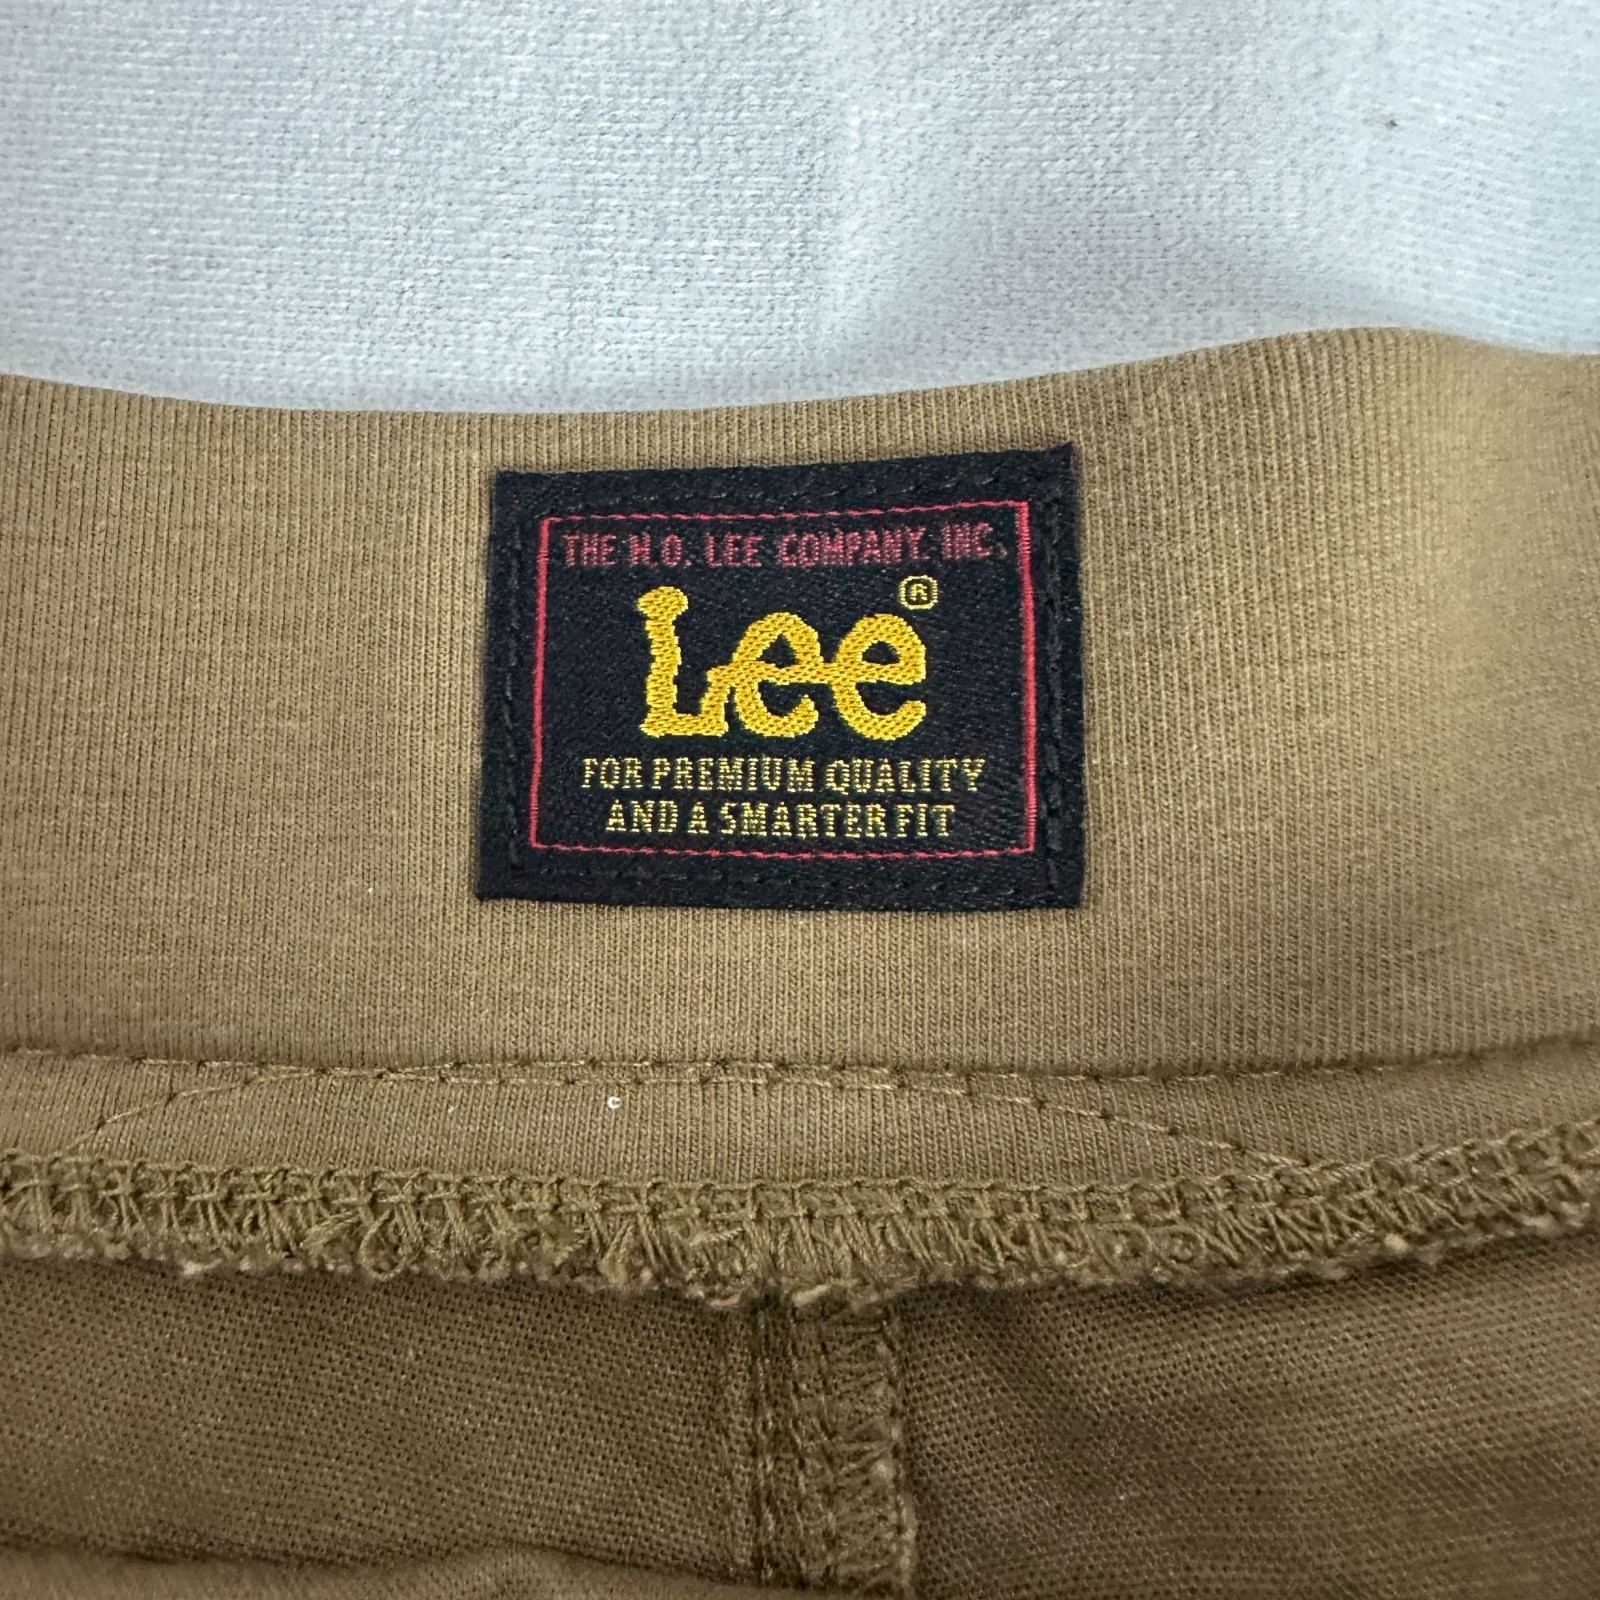 THE H.D. LEE COMPANY, INC.
Lee®
FOR PREMIUM QUALITY
AND A SMARTER FIT